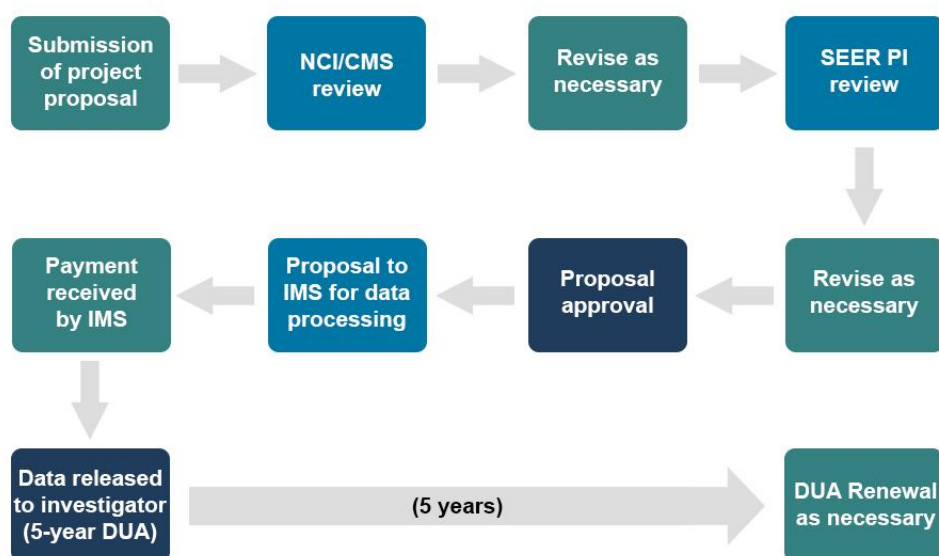 Submission
of project
proposal
NCI/CMS
review
Revise as
necessary
SEER PI
review
Revise as
necessary
Proposal
approval
Proposal to
IMS for data
processing
Payment
received
by IMS
Data released
to investigator
(5-year DUA)
(5 years)
DUA Renewal
as necessary